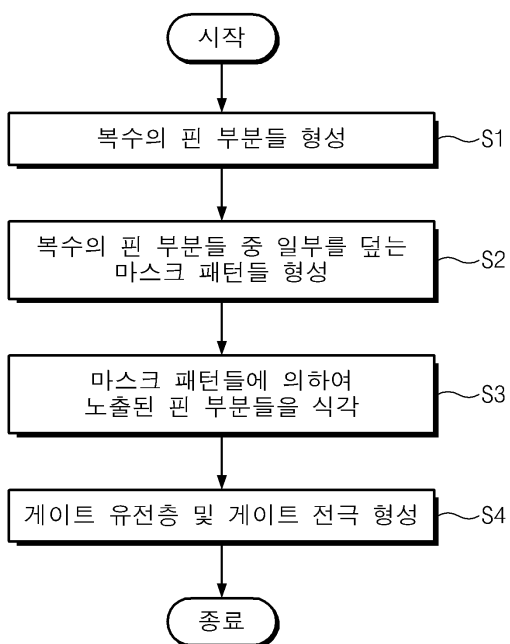 시작
복수의 핀 부분들 형성
S1
복수의 핀 부분들 중 일부를 덮는
마스크 패턴들 형성
S2
마스크 패턴들에 의하여
노출된 핀 부분들을 식각
S3
게이트 유전층 및 게이트 전극 형성
S4
종료